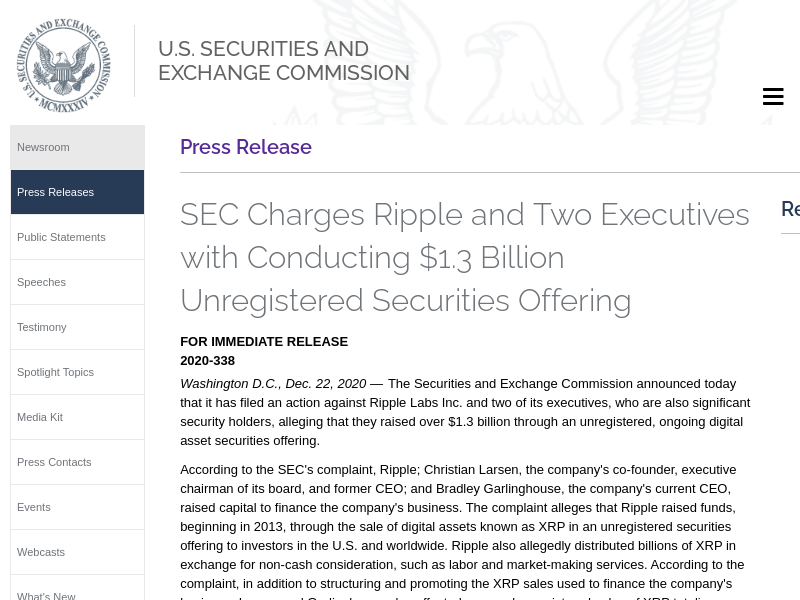 SECURITIES AND EXCHANGE COMMISSION
U.S.
MCMXXXIV
U.S. SECURITIES AND
EXCHANGE COMMISSION
Newsroom
Press Releases
Public Statements
Speeches
Testimony
Spotlight Topics
Media Kit
Press Contacts
Events
Webcasts
What's New
Press Release
SEC Charges Ripple and Two Executives
with Conducting $1.3 Billion
Unregistered Securities Offering
FOR IMMEDIATE RELEASE
2020-338
Washington D.C., Dec. 22, 2020 — The Securities and Exchange Commission announced today
that it has filed an action against Ripple Labs Inc. and two of its executives, who are also significant
security holders, alleging that they raised over $1.3 billion through an unregistered, ongoing digital
asset securities offering.
According to the SEC's complaint, Ripple; Christian Larsen, the company's co-founder, executive
chairman of its board, and former CEO; and Bradley Garlinghouse, the company's current CEO,
raised capital to finance the company's business. The complaint alleges that Ripple raised funds,
beginning in 2013, through the sale of digital assets known as XRP in an unregistered securities
offering to investors in the U.S. and worldwide. Ripple also allegedly distributed billions of XRP in
exchange for non-cash consideration, such as labor and market-making services. According to the
complaint, in addition to structuring and promoting the XRP sales used to finance the company's
Re